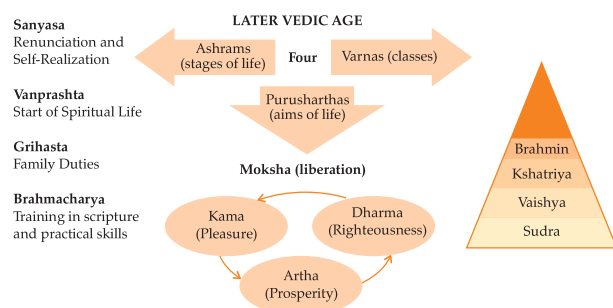 LATER VEDIC AGE
Sanyasa
Renunciation and
Self-Realization
Vanprashta
Start of Spiritual Life
Grihasta
Family Duties
Brahmacharya
Training in scripture
and practical skills
Ashrams
(stages of life)
Four
Varnas (classes)
Purusharthas
(aims of life)
Moksha (liberation)
Kama
(Pleasure)
Dharma
(Righteousness)
Artha
(Prosperity)
Brahmin
Kshatriya
Vaishya
Sudra